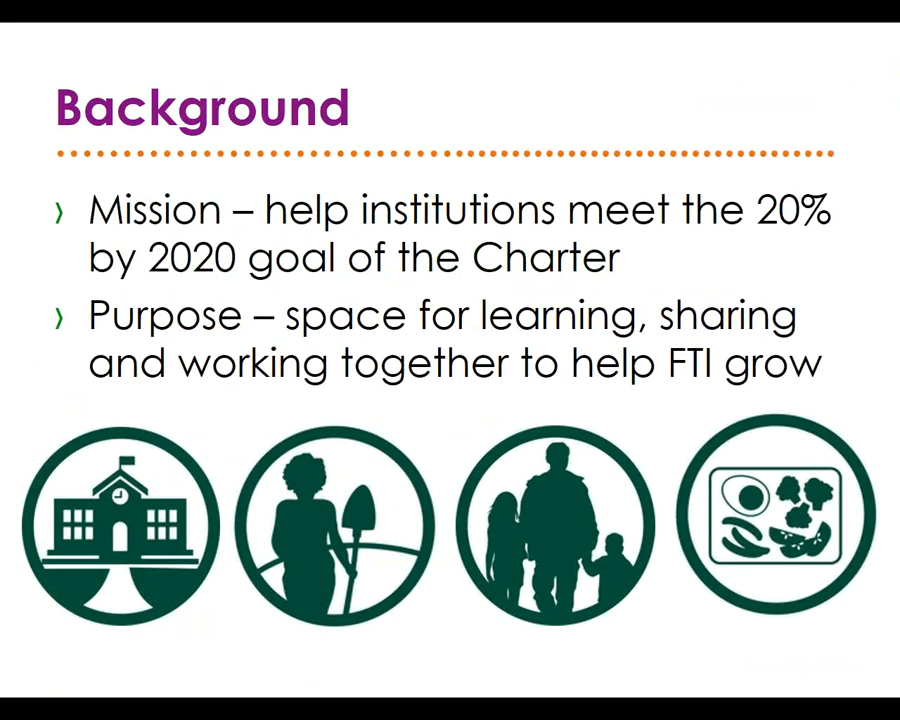 Background
› Mission – help institutions meet the 20%
by 2020 goal of the Charter
› Purpose – space for learning, sharing
and working together to help FTI grow